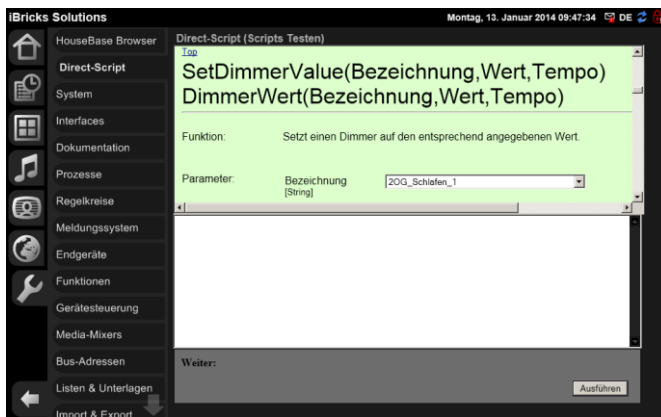 iBricks Solutions
Montag, 13. Januar 2014 09:47:34 DE
HouseBase Browser
Direct-Script
System
Interfaces
Dokumentation
Prozesse
Regelkreise
Meldungssystem
Endgeräte
Funktionen
Gerätesteuerung
Media-Mixers
Bus-Adressen
Listen & Unterlagen
Import & Export
Direct-Script (Scripts Testen)
Top
SetDimmerValue(Bezeichnung,Wert,Tempo)
DimmerWert(Bezeichnung,Wert,Tempo)
Funktion: Setzt einen Dimmer auf den entsprechend angegebenen Wert.
Parameter: Bezeichnung 2OG_Schlafen_1
[String]
Weiter:
Ausführen